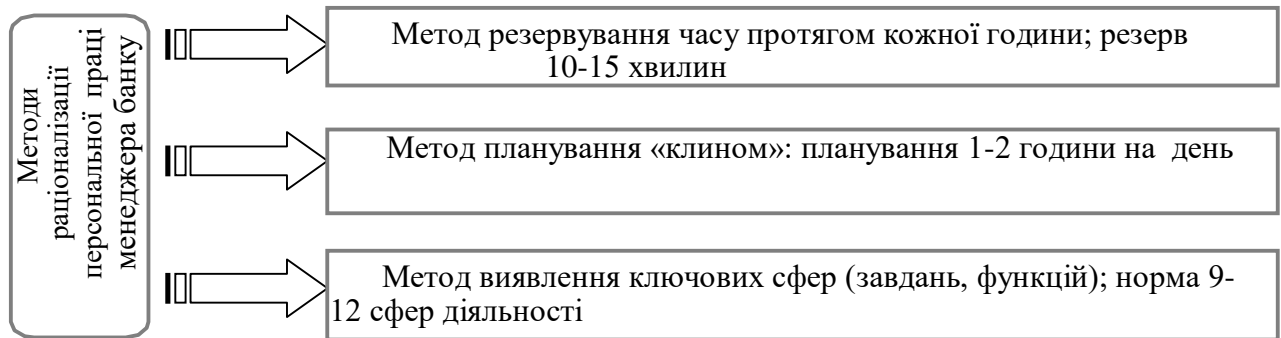 Методи
раціоналізації
персональної праці
менеджера банку
Метод резервування часу протягом кожної години; резерв
10-15 хвилин
Метод планування «клином»: планування 1-2 години на день
Метод виявлення ключових сфер (завдань, функцій); норма 9-
12 сфер діяльності